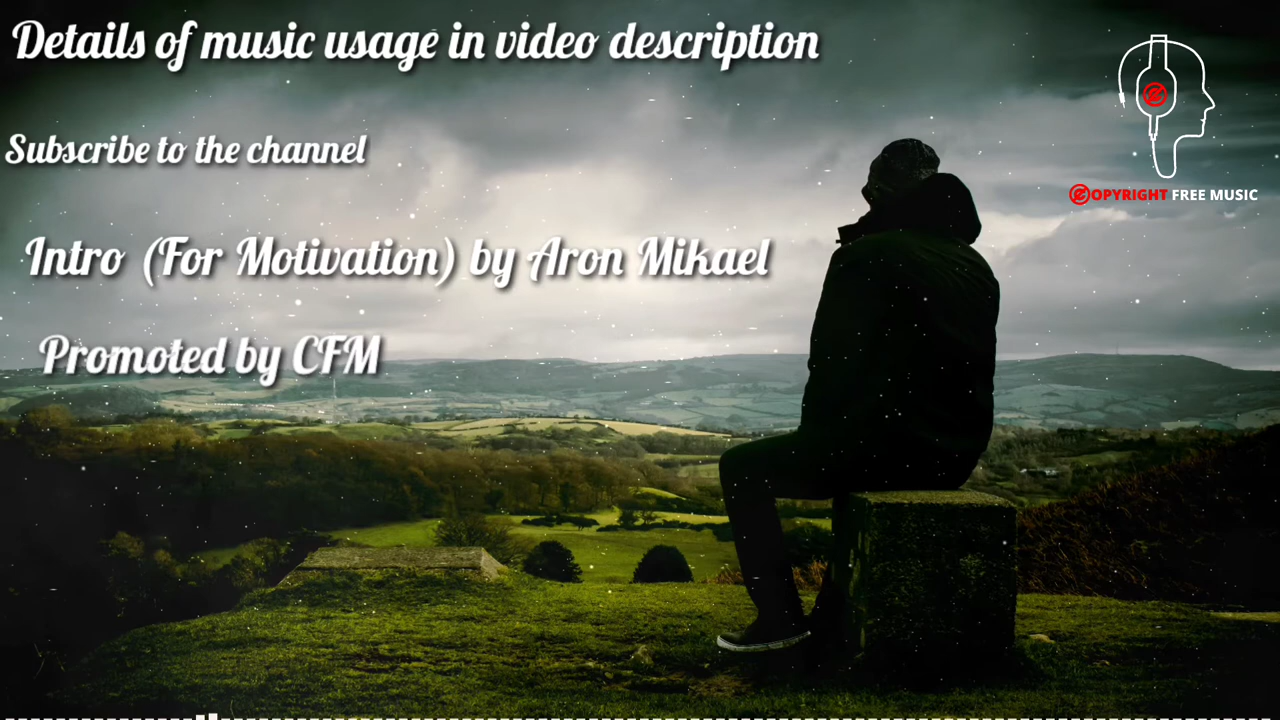 Details of music usage in video description
Subscribe to the channel
Intro (For Motivation) by Aron Mikael
Promoted by CFM
COPYRIGHT FREE MUSIC